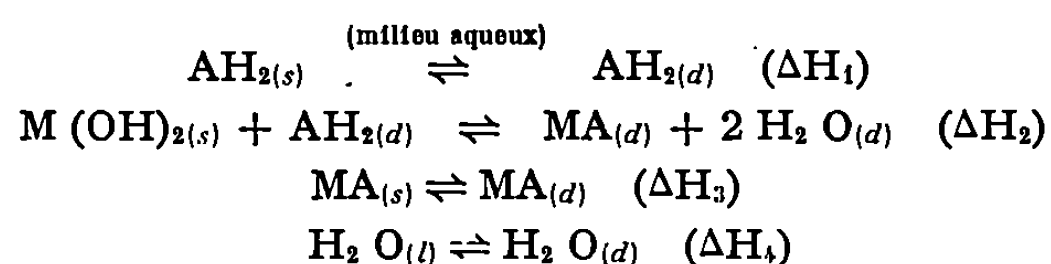 (milieu aqueux)
AH₂(s) ⇌ AH₂(d) (ΔH₁)
M (OH)₂(s) + AH₂(d) ⇌ MA(d) + 2 H₂ O(d) (ΔH₂)
MA(s) ⇌ MA(d) (ΔH₃)
H₂ O(l) ⇌ H₂ O(d) (ΔH₄)